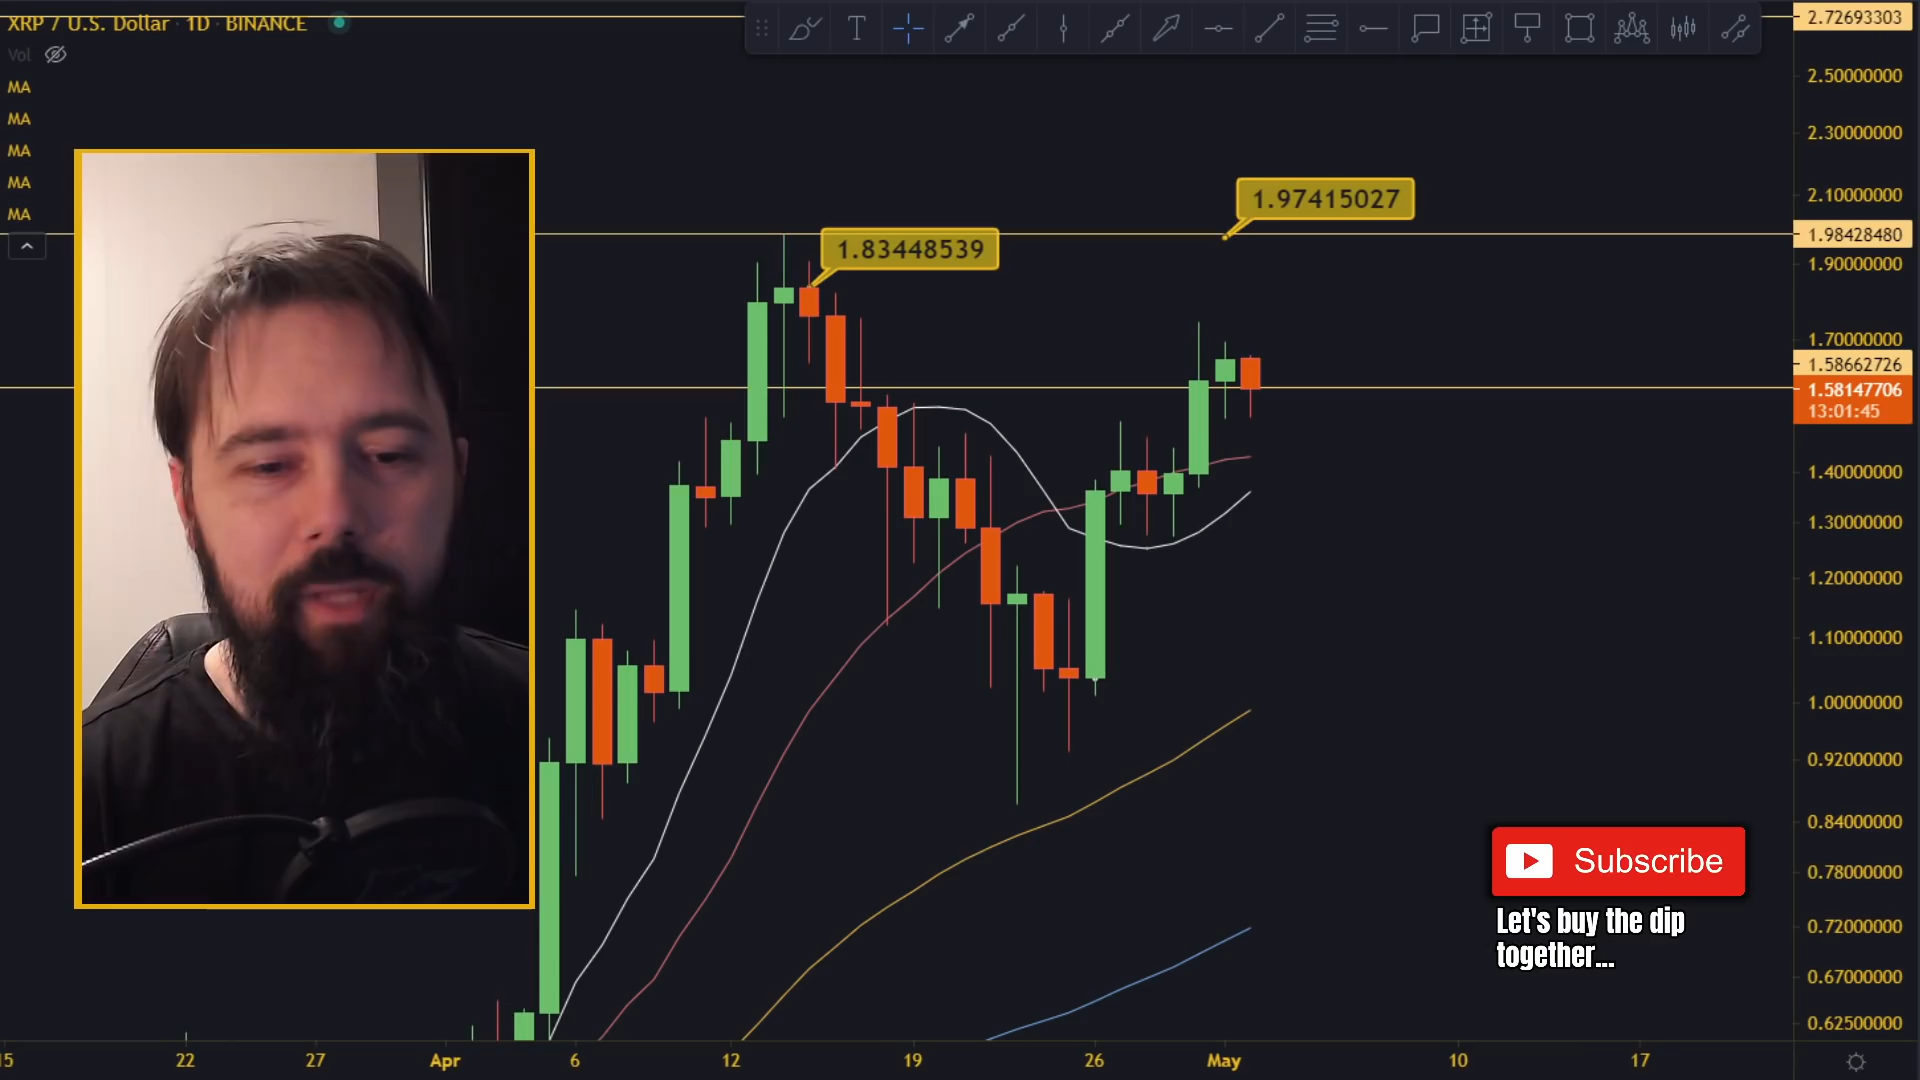 XRP / U.S. Dollar · 1D · BINANCE
Vol
MA
MA
MA
MA
MA
T
2.72693303
2.50000000
2.30000000
2.10000000
1.98428480
1.90000000
1.70000000
1.58662726
1.58147706
13:01:45
1.40000000
1.30000000
1.20000000
1.10000000
1.00000000
0.92000000
0.84000000
0.78000000
0.72000000
0.67000000
0.62500000
1.97415027
1.83448539
Subscribe
Let's buy the dip
together...
15 22 27 Apr 6 12 19 26 May 10 17